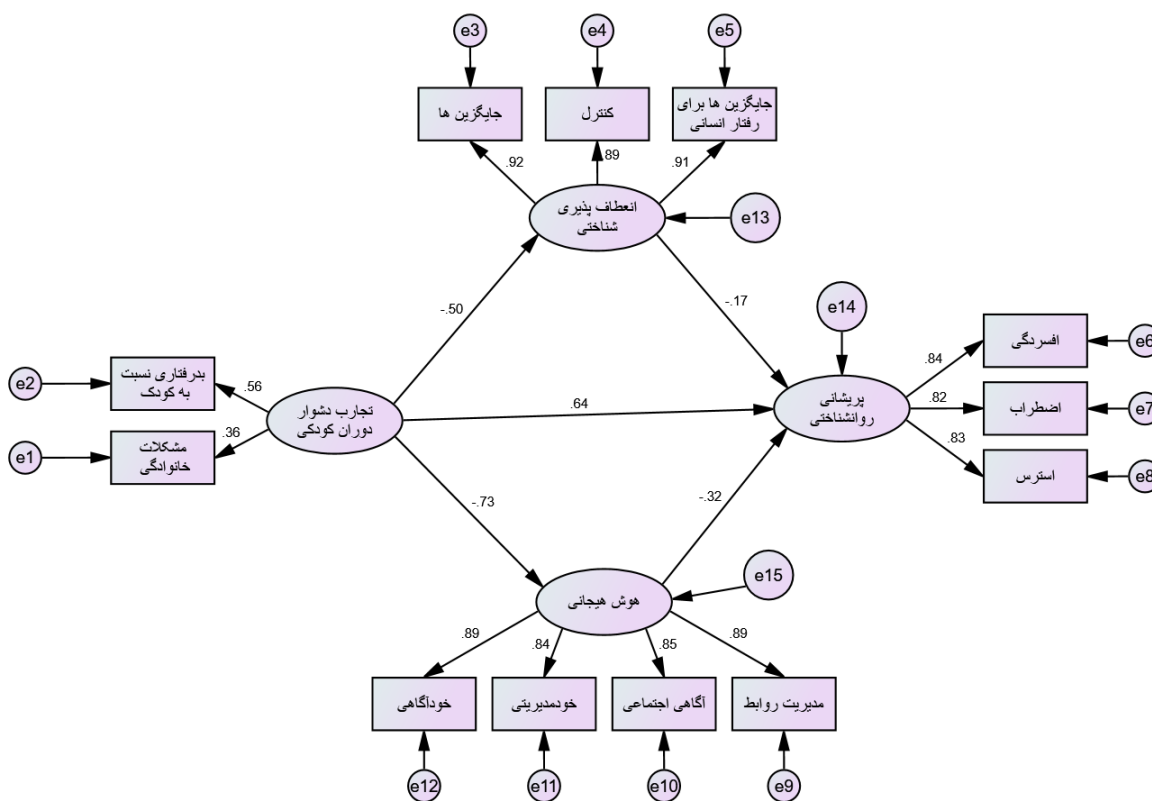 e3
e4
e5
جایگزین ها
کنترل
جایگزین ها برای
رفتار انسانی
.92
.89
.91
انعطاف پذیری
شناختی
e13
-.50
-.17
e14
e2
بدرفتاری نسبت
به کودک
.56
تجارب دشوار
دوران کودکی
.64
پریشانی
روانشناختی
.84
افسردگی
e6
.82
اضطراب
e7
.83
استرس
e8
e1
مشکلات
خانوادگی
.36
-.73
-.32
هوش هیجانی
e15
.89
.84
.85
.89
خودآگاهی
خودمدیریتی
آگاهی اجتماعی
مدیریت روابط
e12
e11
e10
e9